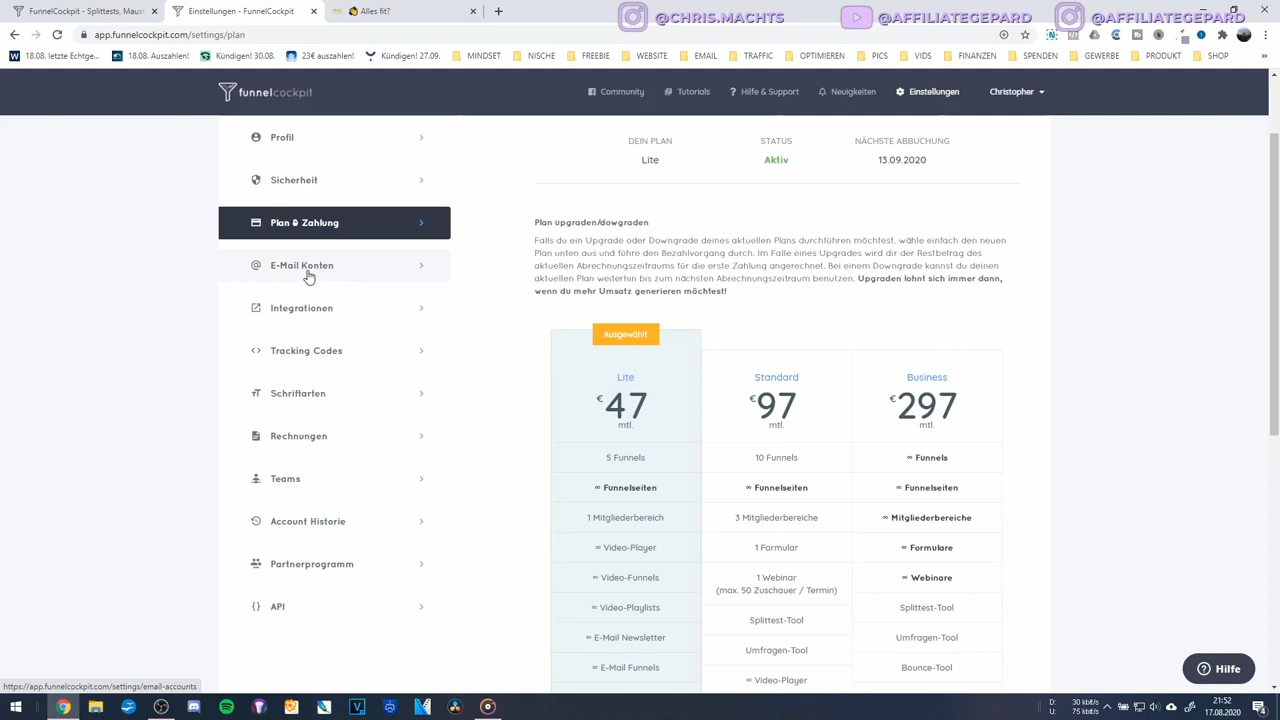 FunnelCockpit - Splittests, Maust
Einstellungen - FunnelCockpit
Alles fit?
@CHRIS.MACHTS
@AFFILIATEGEPARD
@AFFILIATEGEPARD
app.funnelcockpit.com/settings/plan
18.08. letzte Echtge...
18.08. Auszahlen!
Kündigen! 30.08.
23€ auszahlen!
Kündigen! 27.09.
MINDSET
NISCHE
FREEBIE
WEBSITE
EMAIL
TRAFFIC
OPTIMIEREN
PICS
VIDS
FINANZEN
SPENDEN
GEWERBE
PRODUKT
SHOP
funnelcockpit
Community
Tutorials
Hilfe & Support
Neuigkeiten
Einstellungen
Christopher
Profil
Sicherheit
Plan & Zahlung
E-Mail Konten
Integrationen
Tracking Codes
Schriftarten
Rechnungen
Teams
Account Historie
Partnerprogramm
API
DEIN PLAN STATUS NÄCHSTE ABBUCHUNG
Lite Aktiv 13.09.2020
Plan upgraden/dowgraden
Falls du ein Upgrade oder Downgrade deines aktuellen Plans durchführen möchtest, wähle einfach den neuen
Plan unten aus und führe den Bezahlvorgang durch. Im Falle eines Upgrades wird dir der Restbetrag des
aktuellen Abrechnungszeitraums für die erste Zahlung angerechnet. Bei einem Downgrade kannst du deinen
aktuellen Plan weiterhin bis zum nächsten Abrechnungszeitraum benutzen. Upgraden lohnt sich immer dann,
wenn du mehr Umsatz generieren möchtest!
Ausgewählt
Lite
€47
mtl.
5 Funnels
∞ Funnelseiten
1 Mitgliederbereich
∞ Video-Player
∞ Video-Funnels
∞ Video-Playlists
∞ E-Mail Newsletter
∞ E-Mail Funnels
Standard
€97
mtl.
10 Funnels
∞ Funnelseiten
3 Mitgliederbereiche
1 Formular
1 Webinar
(max. 50 Zuschauer / Termin)
Splittest-Tool
Umfragen-Tool
∞ Video-Player
Business
€297
mtl.
∞ Funnels
∞ Funnelseiten
∞ Mitgliederbereiche
∞ Formulare
∞ Webinare
Splittest-Tool
Umfragen-Tool
Bounce-Tool
Hilfe
https://app.funnelcockpit.com/settings/email-accounts
D: 30 kB/s
U: 0 kB/s
21:52
17.08.2020
4